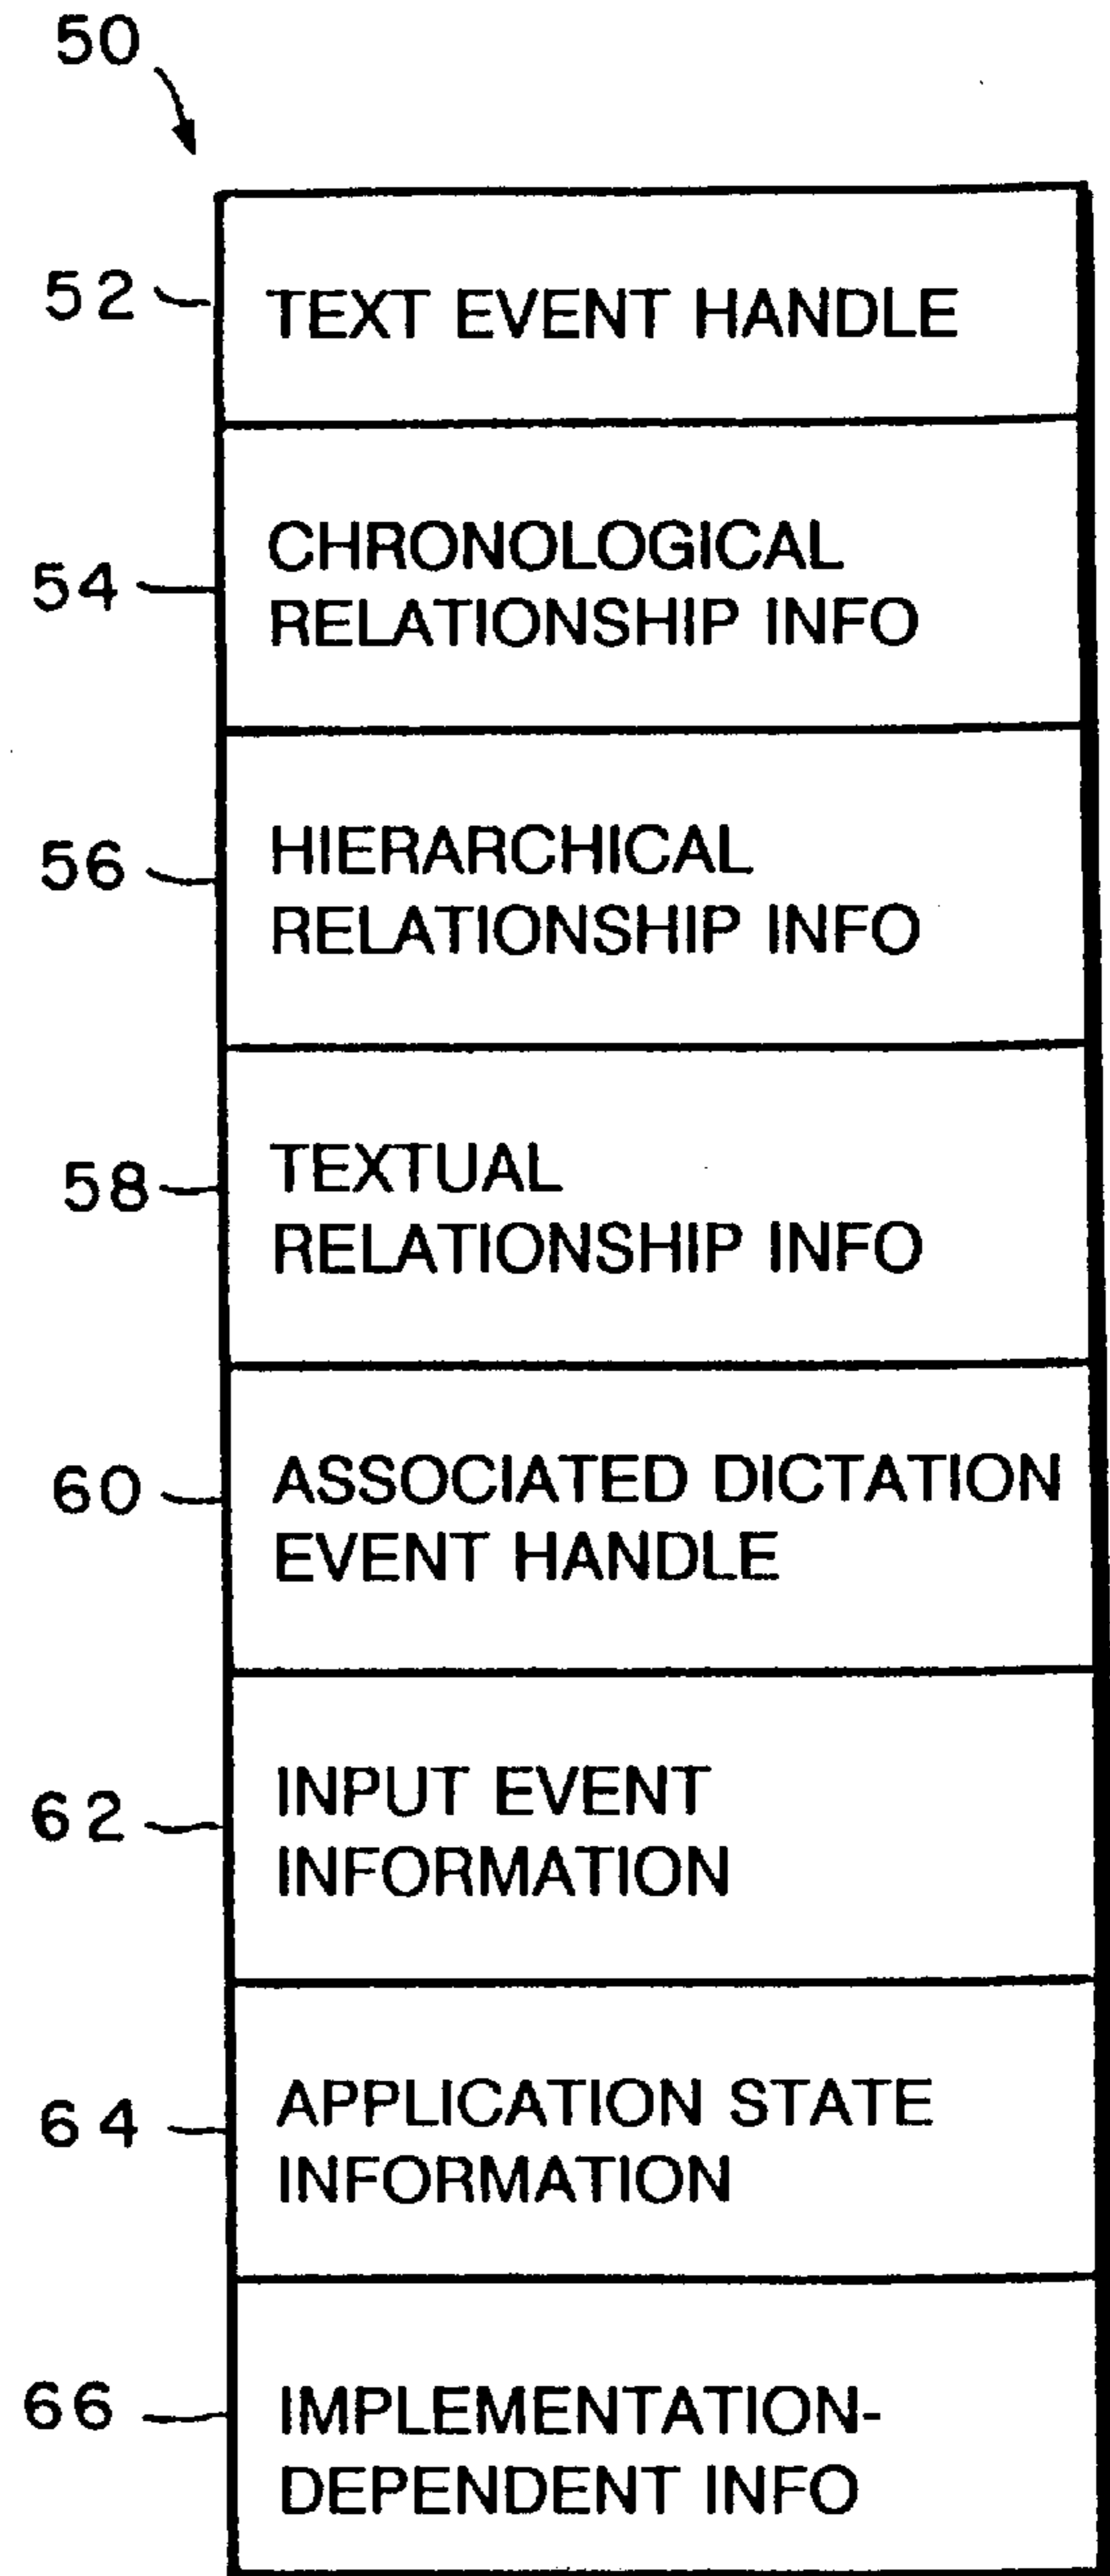 50
52 TEXT EVENT HANDLE
54 CHRONOLOGICAL
RELATIONSHIP INFO
56 HIERARCHICAL
RELATIONSHIP INFO
58 TEXTUAL
RELATIONSHIP INFO
60 ASSOCIATED DICTATION
EVENT HANDLE
62 INPUT EVENT
INFORMATION
64 APPLICATION STATE
INFORMATION
66 IMPLEMENTATION-
DEPENDENT INFO